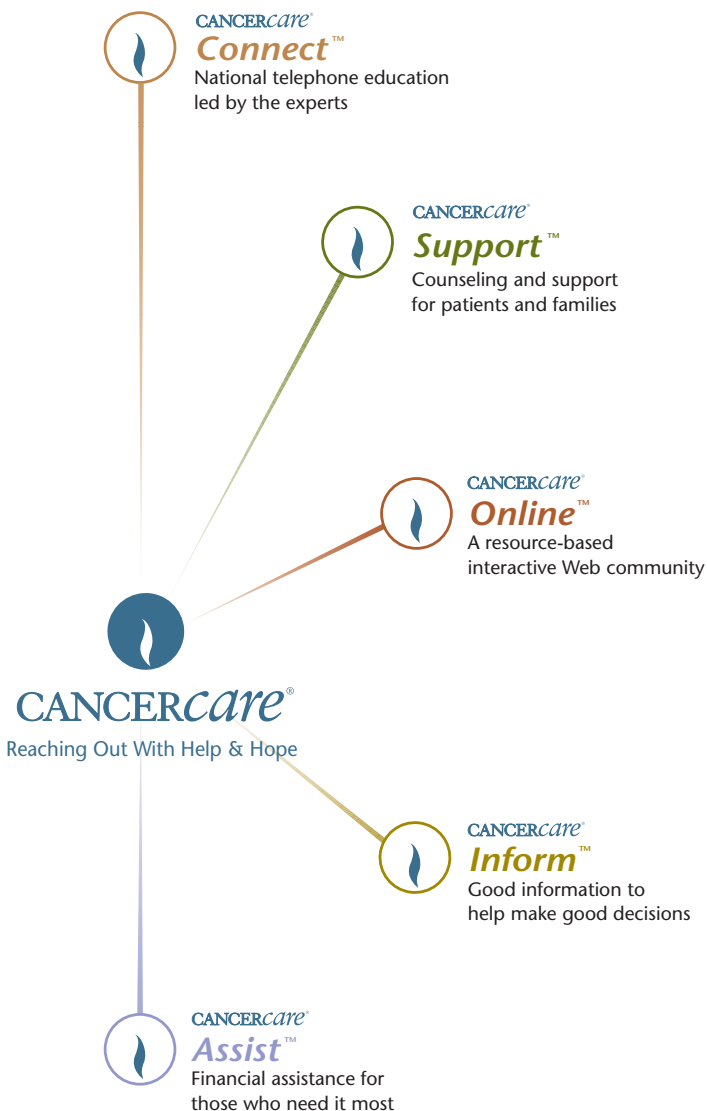 CANCERcare®
Connect™
National telephone education
led by the experts
CANCERcare®
Support™
Counseling and support
for patients and families
CANCERcare®
Online™
A resource-based
interactive Web community
CANCERcare®
Reaching Out With Help & Hope
CANCERcare®
Inform™
Good information to
help make good decisions
CANCERcare®
Assist™
Financial assistance for
those who need it most